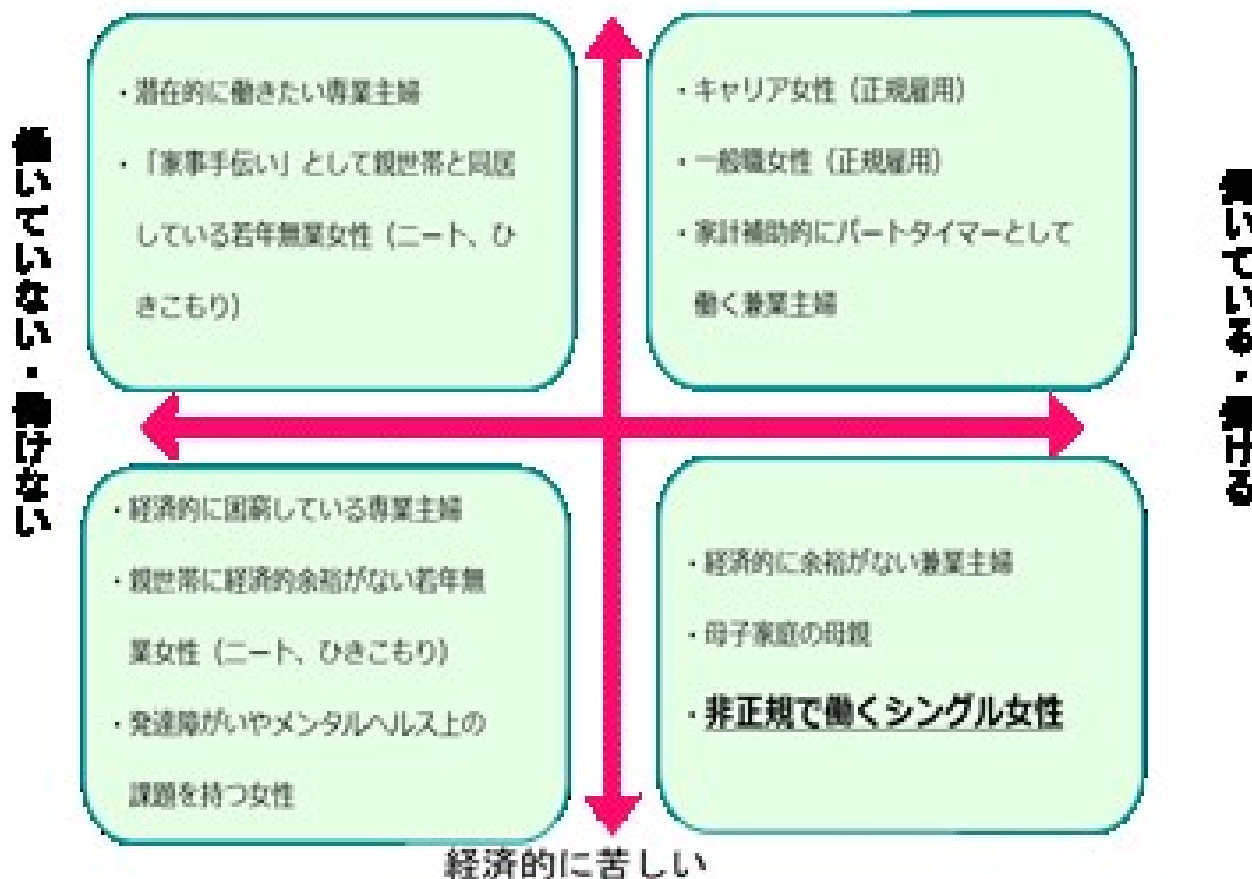 ・潜在的に働きたい専業主婦
・「家事手伝い」として親世帯と同居
している若年無業女性（ニート、ひ
きこもり）
・キャリア女性（正規雇用）
・一般職女性（正規雇用）
・家計補助的にパートタイマーとして
働く兼業主婦
働いていない・働けない
働いている・働ける
・経済的に困窮している専業主婦
・親世帯に経済的余裕がない若年無
業女性（ニート、ひきこもり）
・発達障がいやメンタルヘルス上の
課題を持つ女性
・経済的に余裕がない兼業主婦
・母子家庭の母親
・非正規で働くシングル女性
経済的に苦しい